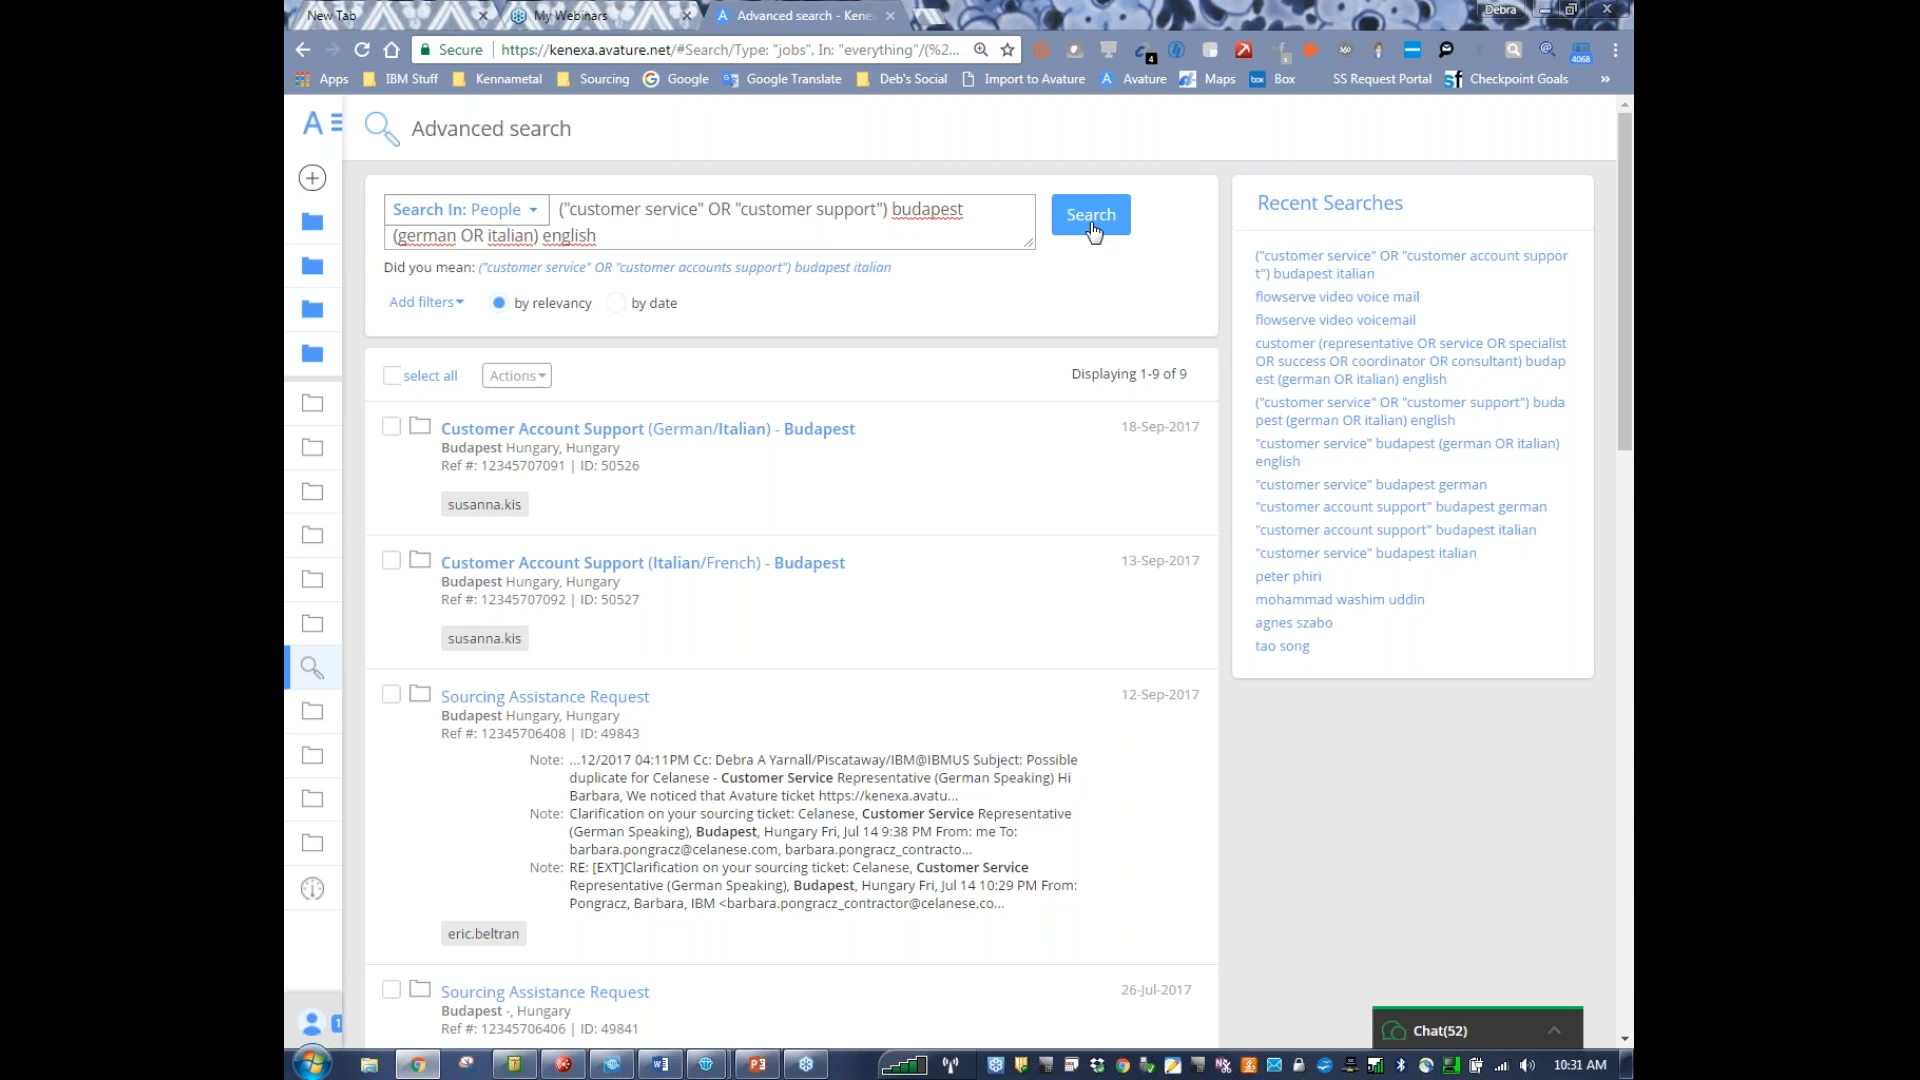 New Tab
My Webinars
Advanced search - Kenex
Debra
Secure
https://kenexa.avature.net/#Search/Type: "jobs", In: "everything"/(%2...
4
4068
Apps
IBM Stuff
Kennametal
Sourcing
Google
Google Translate
Deb's Social
Import to Avature
Avature
Maps
Box
SS Request Portal
Checkpoint Goals
»
Advanced search
Search In: People
("customer service" OR "customer support") budapest
(german OR italian) english
Search
Did you mean: ("customer service" OR "customer accounts support") budapest italian
Add filters
by relevancy
by date
select all
Actions
Displaying 1-9 of 9
Customer Account Support (German/Italian) - Budapest
18-Sep-2017
Budapest Hungary, Hungary
Ref #: 12345707091 | ID: 50526
susanna.kis
Customer Account Support (Italian/French) - Budapest
13-Sep-2017
Budapest Hungary, Hungary
Ref #: 12345707092 | ID: 50527
susanna.kis
Sourcing Assistance Request
12-Sep-2017
Budapest Hungary, Hungary
Ref #: 12345706408 | ID: 49843
Note: ...12/2017 04:11PM Cc: Debra A Yarnall/Piscataway/IBM@IBMUS Subject: Possible
duplicate for Celanese - Customer Service Representative (German Speaking) Hi
Barbara, We noticed that Avature ticket https://kenexa.avatu...
Note: Clarification on your sourcing ticket: Celanese, Customer Service Representative
(German Speaking), Budapest, Hungary Fri, Jul 14 9:38 PM From: me To:
barbara.pongracz@celanese.com, barbara.pongracz_contracto...
Note: RE: [EXT]Clarification on your sourcing ticket: Celanese, Customer Service
Representative (German Speaking), Budapest, Hungary Fri, Jul 14 10:29 PM From:
Pongracz, Barbara, IBM <barbara.pongracz_contractor@celanese.co...
eric.beltran
Sourcing Assistance Request
26-Jul-2017
Budapest -, Hungary
Ref #: 12345706406 | ID: 49841
Recent Searches
("customer service" OR "customer account suppor
t") budapest italian
flowserve video voice mail
flowserve video voicemail
customer (representative OR service OR specialist
OR success OR coordinator OR consultant) budap
est (german OR italian) english
("customer service" OR "customer support") buda
pest (german OR italian) english
"customer service" budapest (german OR italian)
english
"customer service" budapest german
"customer account support" budapest german
"customer account support" budapest italian
"customer service" budapest italian
peter phiri
mohammad washim uddin
agnes szabo
tao song
1
Chat(52)
10:31 AM